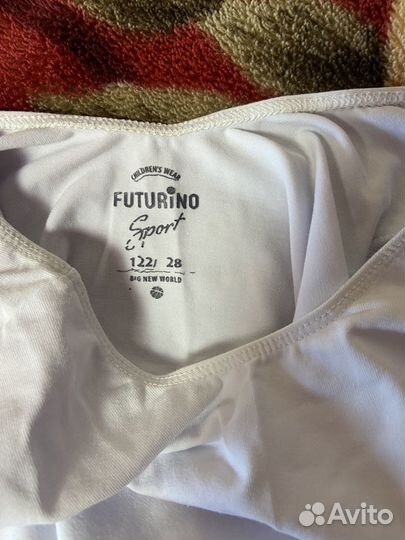 CHILDREN'S WEAR
FUTURiNO
Sport
122/ 28
BIG NEW WORLD
Avito